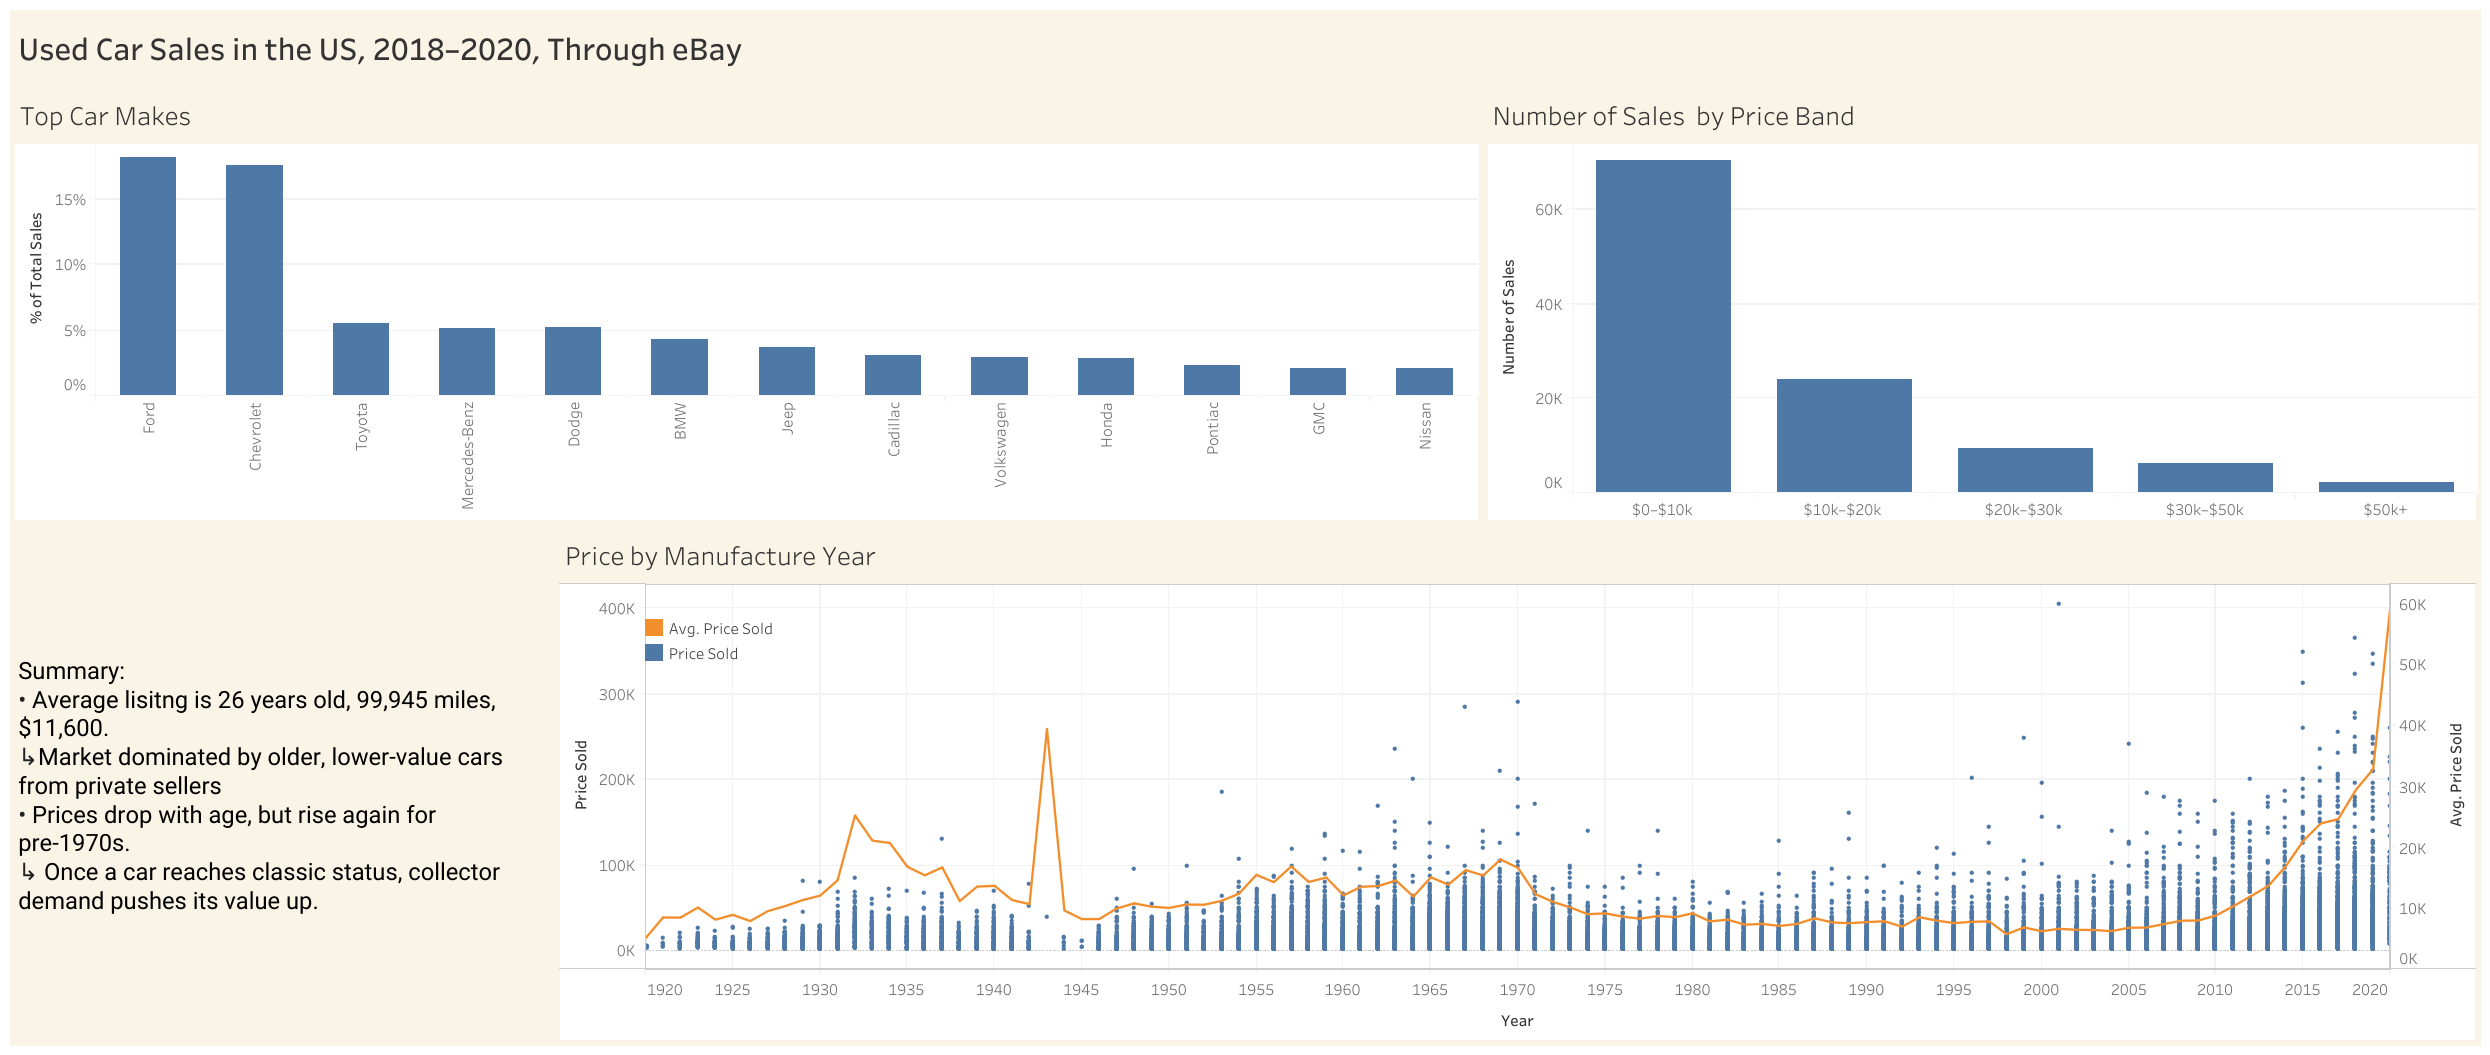 Used Car Sales in the US, 2018–2020, Through eBay
Top Car Makes
% of Total Sales
15%
10%
5%
0%
Ford
Chevrolet
Toyota
Mercedes-Benz
Dodge
BMW
Jeep
Cadillac
Volkswagen
Honda
Pontiac
GMC
Nissan
Number of Sales  by Price Band
Number of Sales
60K
40K
20K
0K
$0–$10k
$10k–$20k
$20k–$30k
$30k–$50k
$50k+
Summary:
• Average lisitng is 26 years old, 99,945 miles,
$11,600.
↳Market dominated by older, lower-value cars
from private sellers
• Prices drop with age, but rise again for
pre-1970s.
↳ Once a car reaches classic status, collector
demand pushes its value up.
Price by Manufacture Year
Avg. Price Sold
Price Sold
Price Sold
400K
300K
200K
100K
0K
60K
50K
40K
30K
20K
10K
0K
Avg. Price Sold
1920
1925
1930
1935
1940
1945
1950
1955
1960
1965
1970
1975
1980
1985
1990
1995
2000
2005
2010
2015
2020
Year